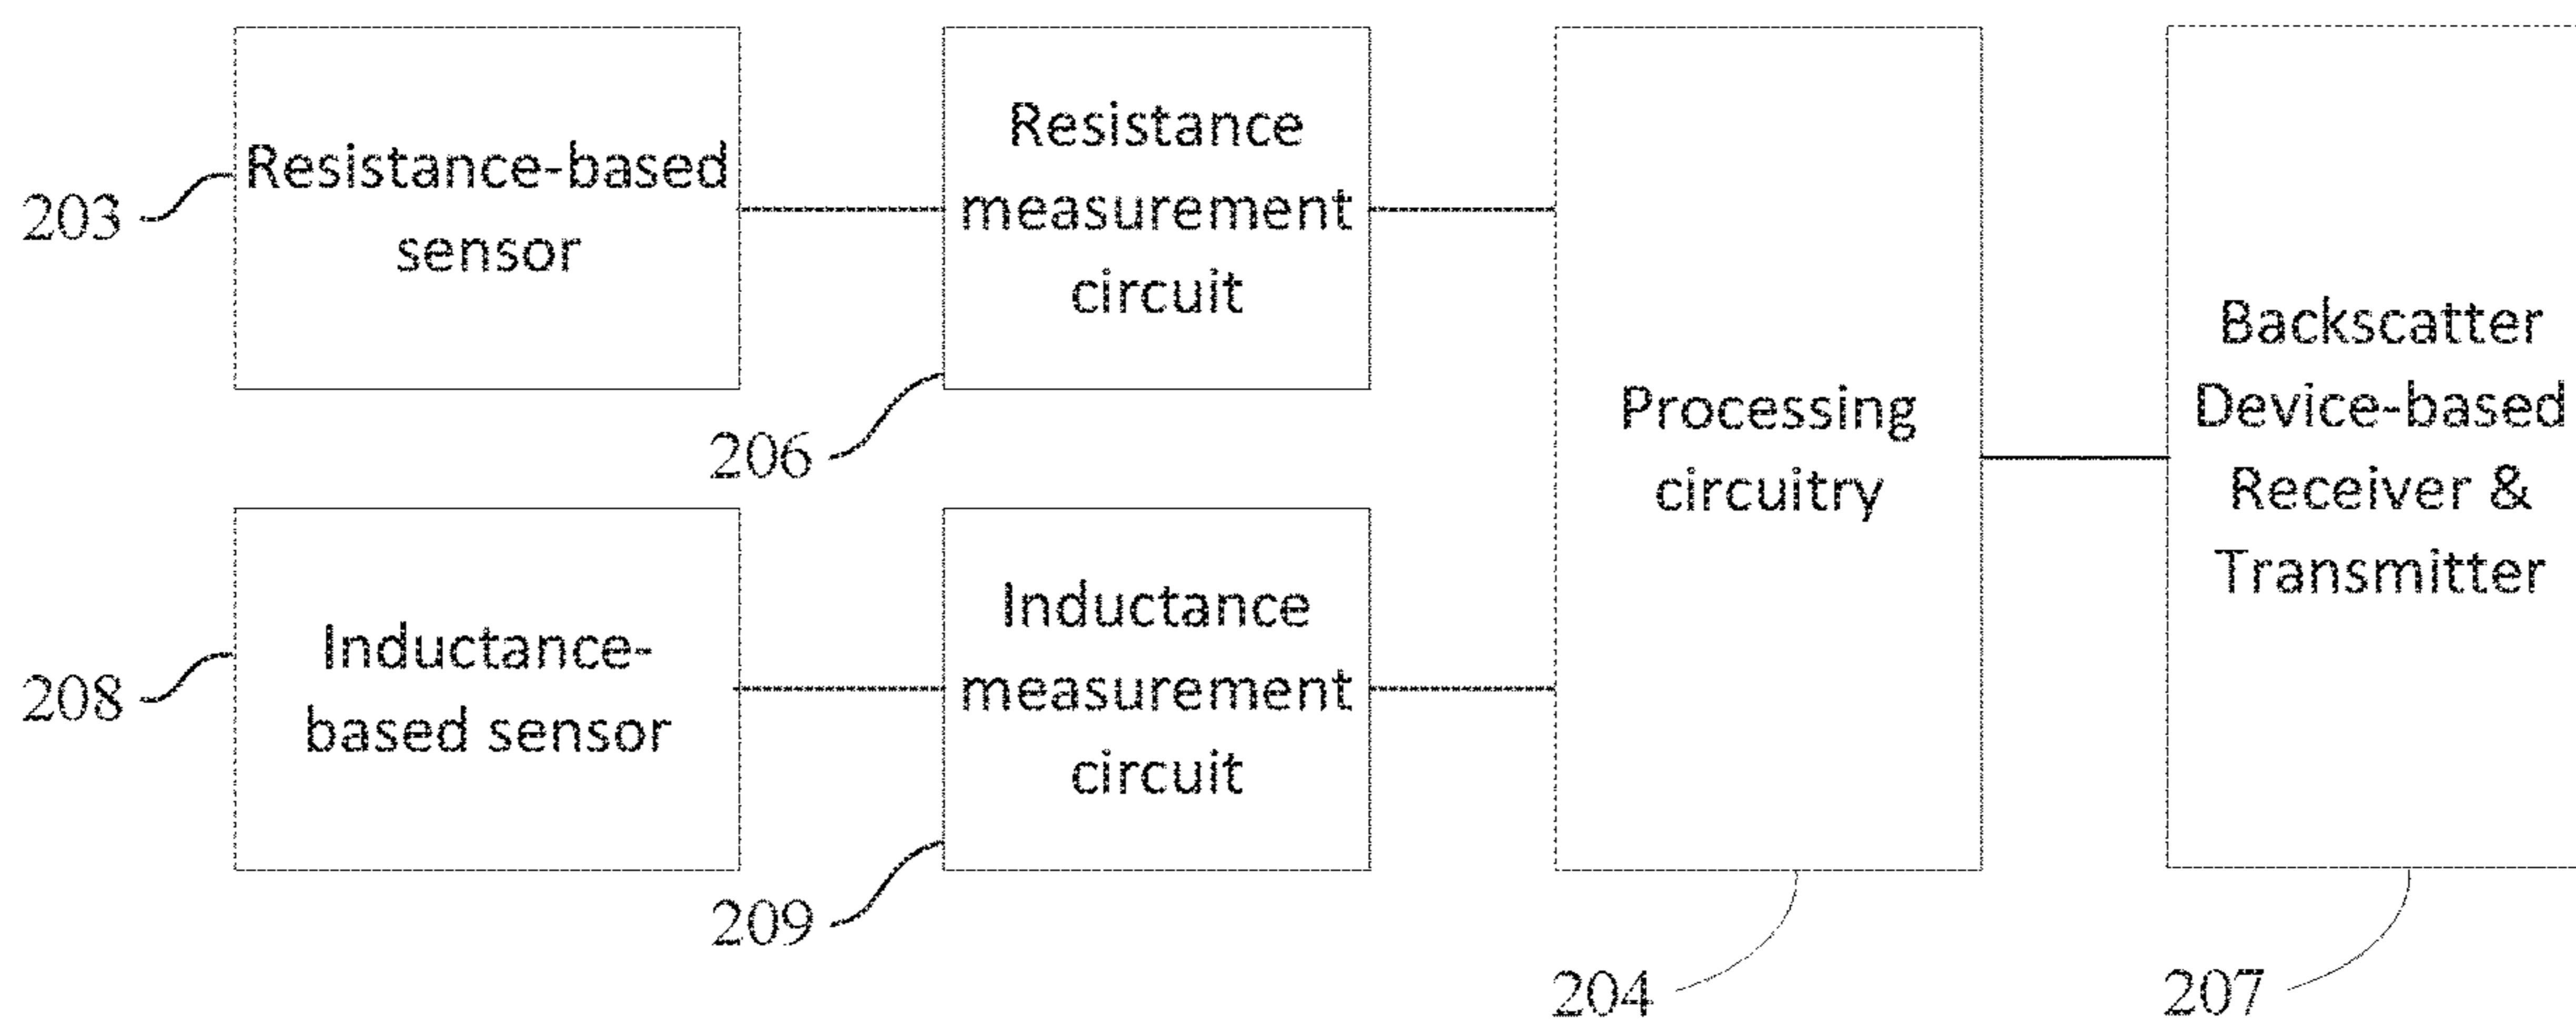 203
Resistance-based
sensor
Resistance
measurement
circuit
206
208
Inductance-
based sensor
Inductance
measurement
circuit
209
Processing
circuitry
204
Backscatter
Device-based
Receiver &
Transmitter
207